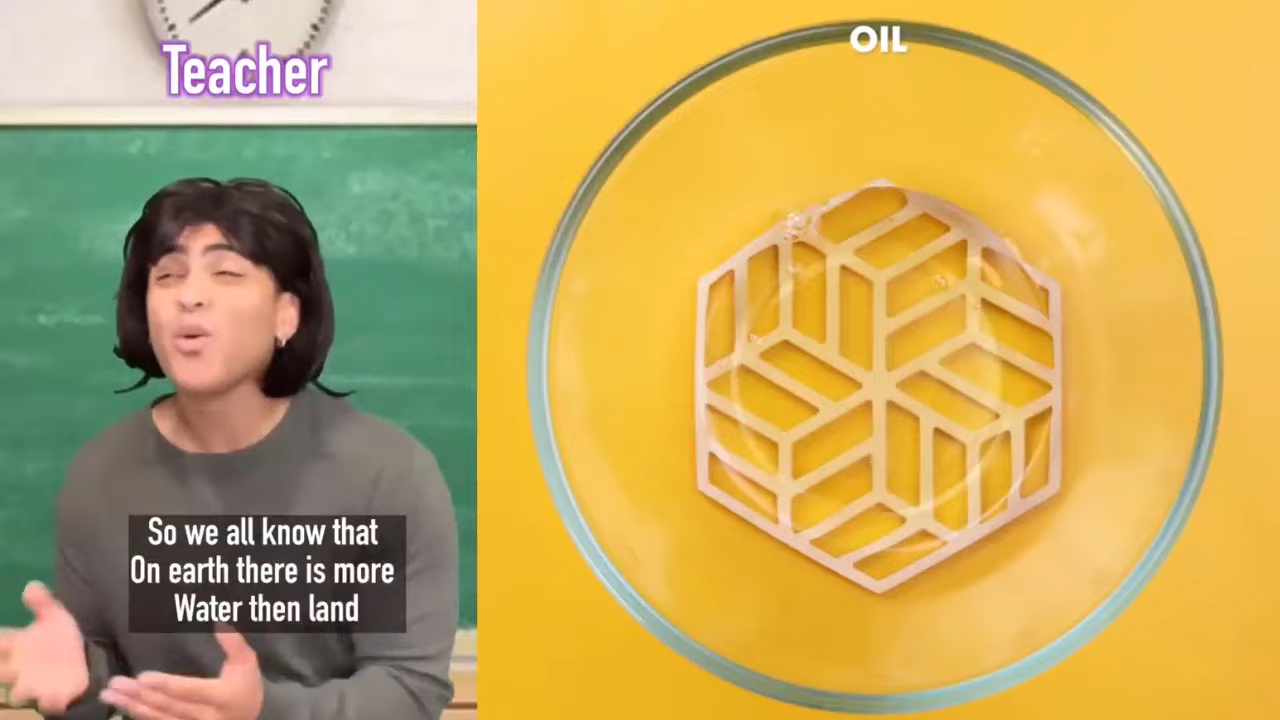 Teacher
So we all know that
On earth there is more
Water then land
OIL